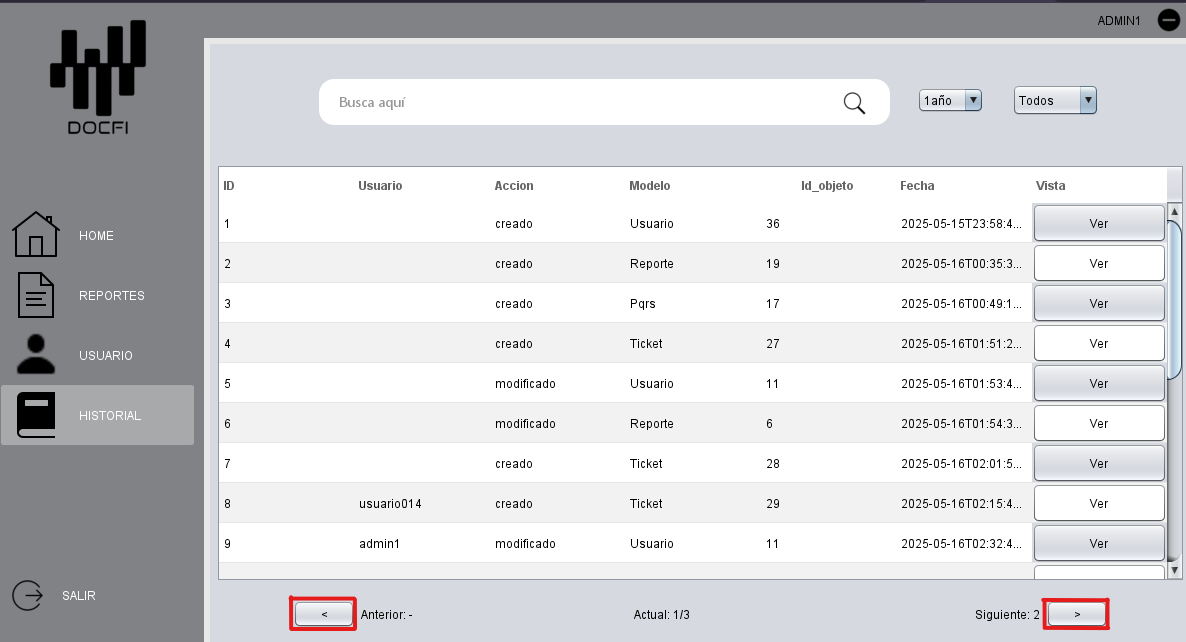 ADMIN1
DOCFI
Busca aquí
1año
Todos
ID Usuario Accion Modelo Id_objeto Fecha Vista
1 creado Usuario 36 2025-05-15T23:58:4... Ver
2 creado Reporte 19 2025-05-16T00:35:3... Ver
3 creado Pqrs 17 2025-05-16T00:49:1... Ver
4 creado Ticket 27 2025-05-16T01:51:2... Ver
5 modificado Usuario 11 2025-05-16T01:53:4... Ver
6 modificado Reporte 6 2025-05-16T01:54:3... Ver
7 creado Ticket 28 2025-05-16T02:01:5... Ver
8 usuario014 creado Ticket 29 2025-05-16T02:15:4... Ver
9 admin1 modificado Usuario 11 2025-05-16T02:32:4... Ver
HOME
REPORTES
USUARIO
HISTORIAL
SALIR
< Anterior: - Actual: 1/3 Siguiente: 2 >